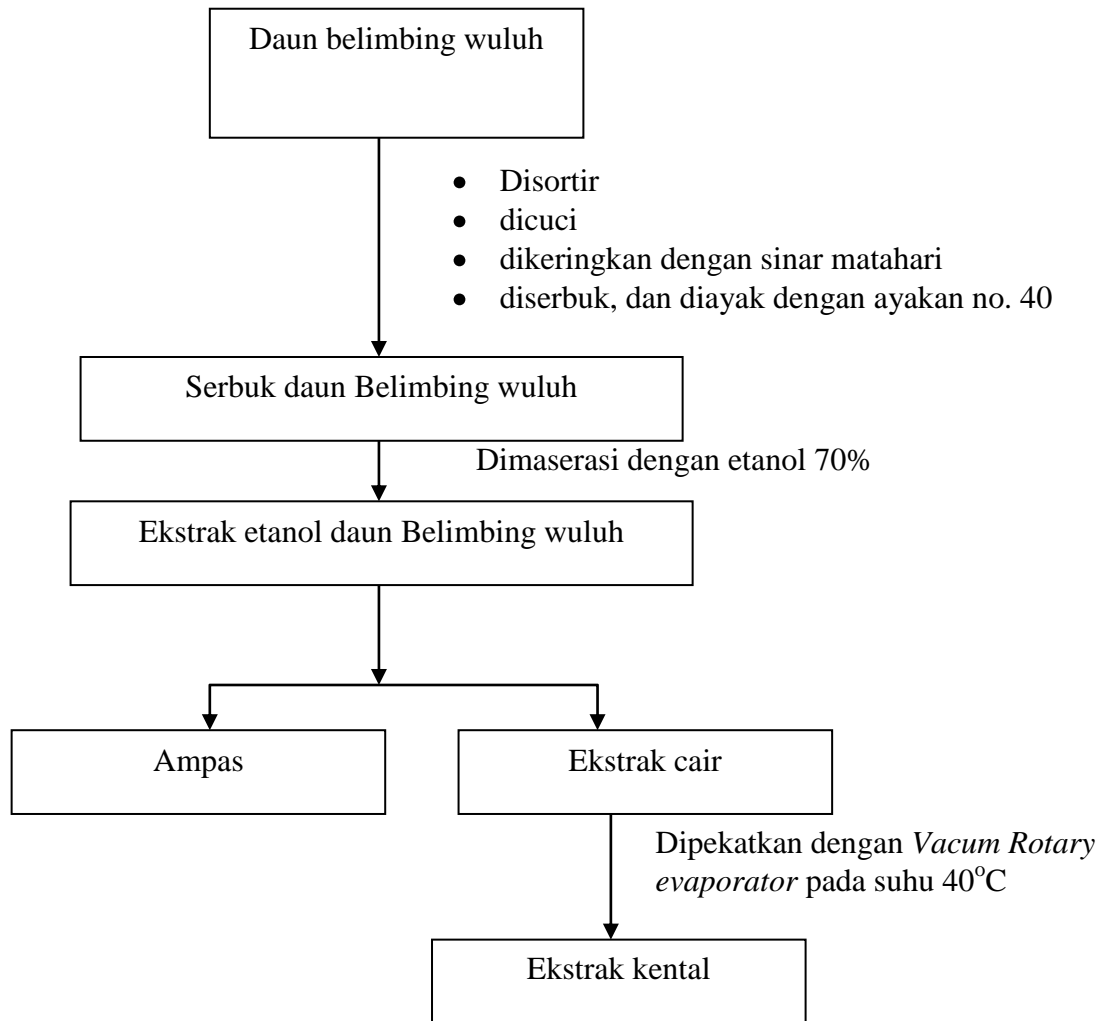 Daun belimbing wuluh
• Disortir
• dicuci
• dikeringkan dengan sinar matahari
• diserbuk, dan diayak dengan ayakan no. 40
Serbuk daun Belimbing wuluh
Dimaserasi dengan etanol 70%
Ekstrak etanol daun Belimbing wuluh
Ampas
Ekstrak cair
Dipekatkan dengan Vacum Rotary
evaporator pada suhu 40°C
Ekstrak kental